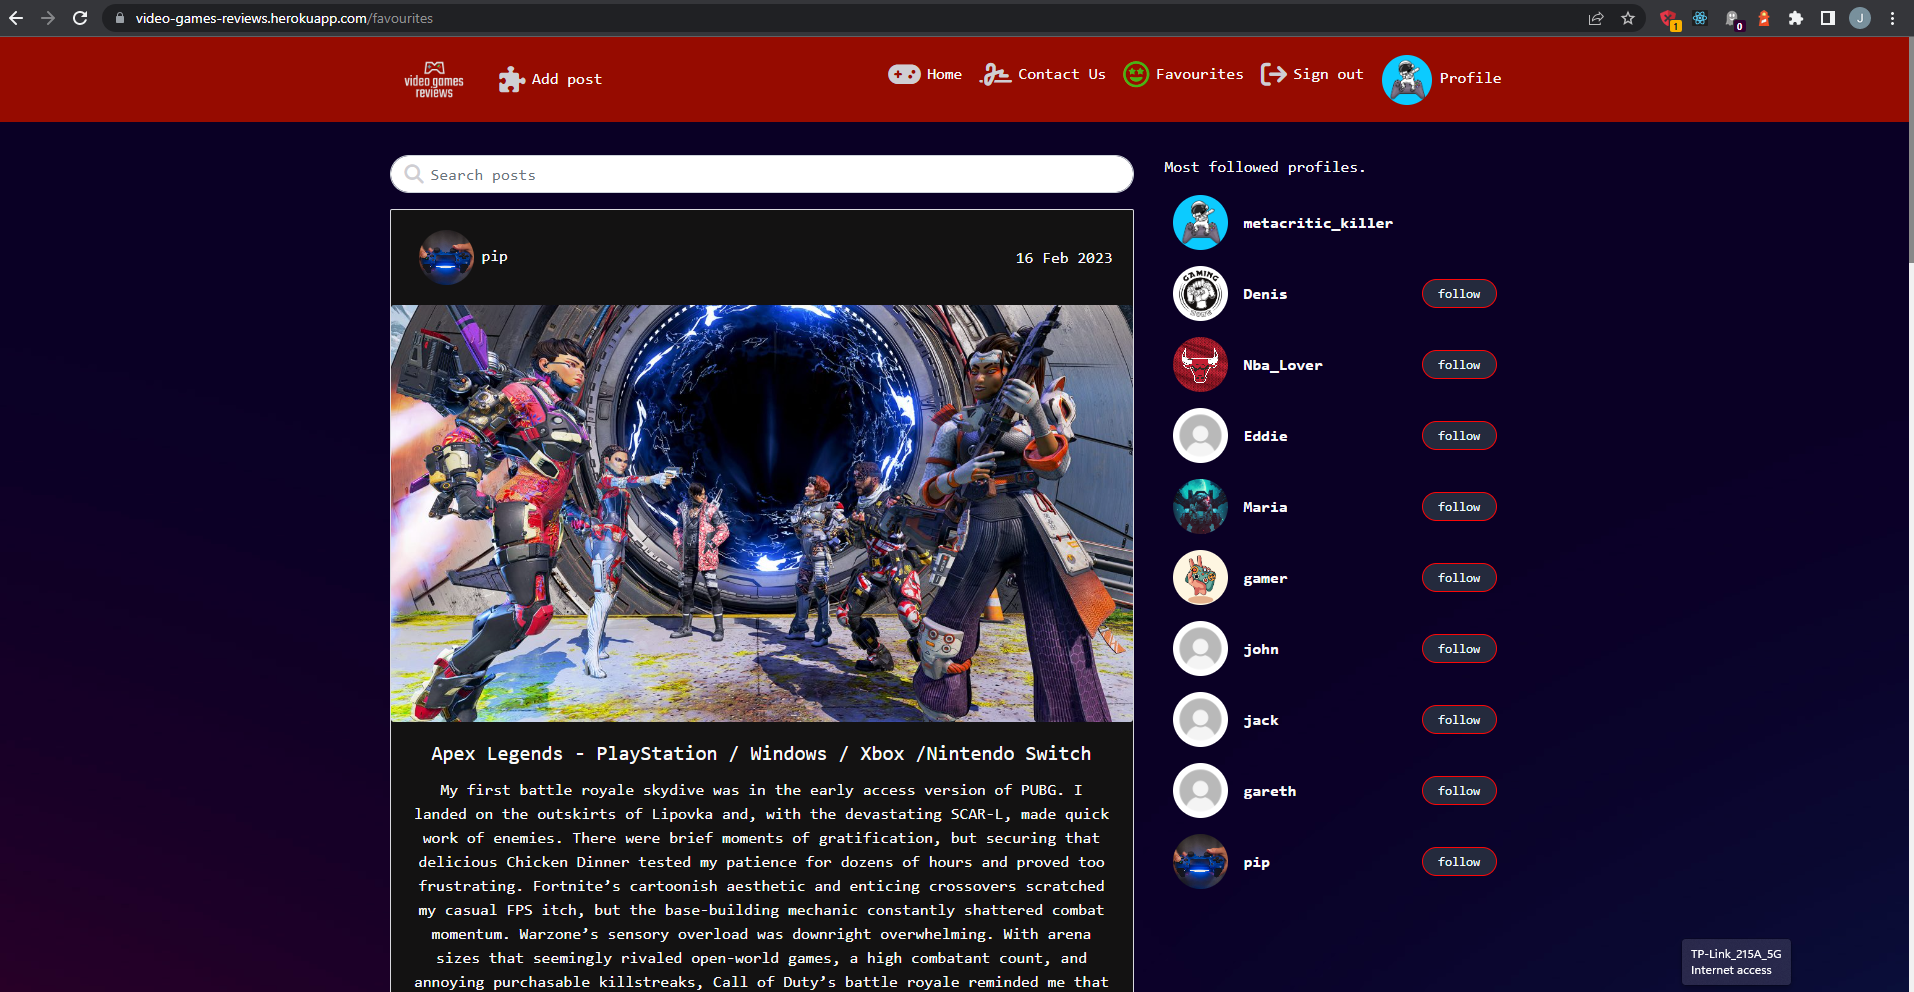 video-games-reviews.herokuapp.com/favourites
1
0
J
video games
reviews
Add post
Home
Contact Us
Favourites
Sign out
Profile
Search posts
pip
16 Feb 2023
Apex Legends - PlayStation / Windows / Xbox /Nintendo Switch
My first battle royale skydive was in the early access version of PUBG. I
landed on the outskirts of Lipovka and, with the devastating SCAR-L, made quick
work of enemies. There were brief moments of gratification, but securing that
delicious Chicken Dinner tested my patience for dozens of hours and proved too
frustrating. Fortnite’s cartoonish aesthetic and enticing crossovers scratched
my casual FPS itch, but the base-building mechanic constantly shattered combat
momentum. Warzone’s sensory overload was downright overwhelming. With arena
sizes that seemingly rivaled open-world games, a high combatant count, and
annoying purchasable killstreaks, Call of Duty’s battle royale reminded me that
Most followed profiles.
metacritic_killer
GAMING
Denis
follow
Nba_Lover
follow
Eddie
follow
Maria
follow
gamer
follow
john
follow
jack
follow
gareth
follow
pip
follow
TP-Link_215A_5G
Internet access